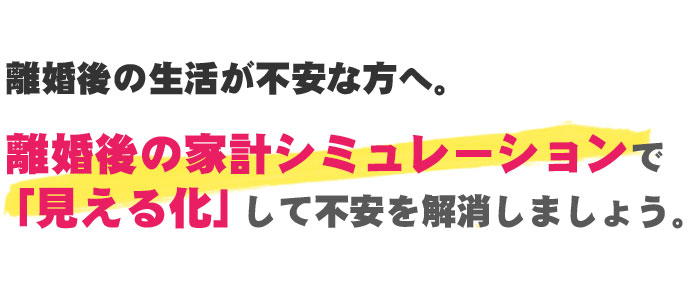 離婚後の生活が不安な方へ。
離婚後の家計シミュレーションで
「見える化」して不安を解消しましょう。